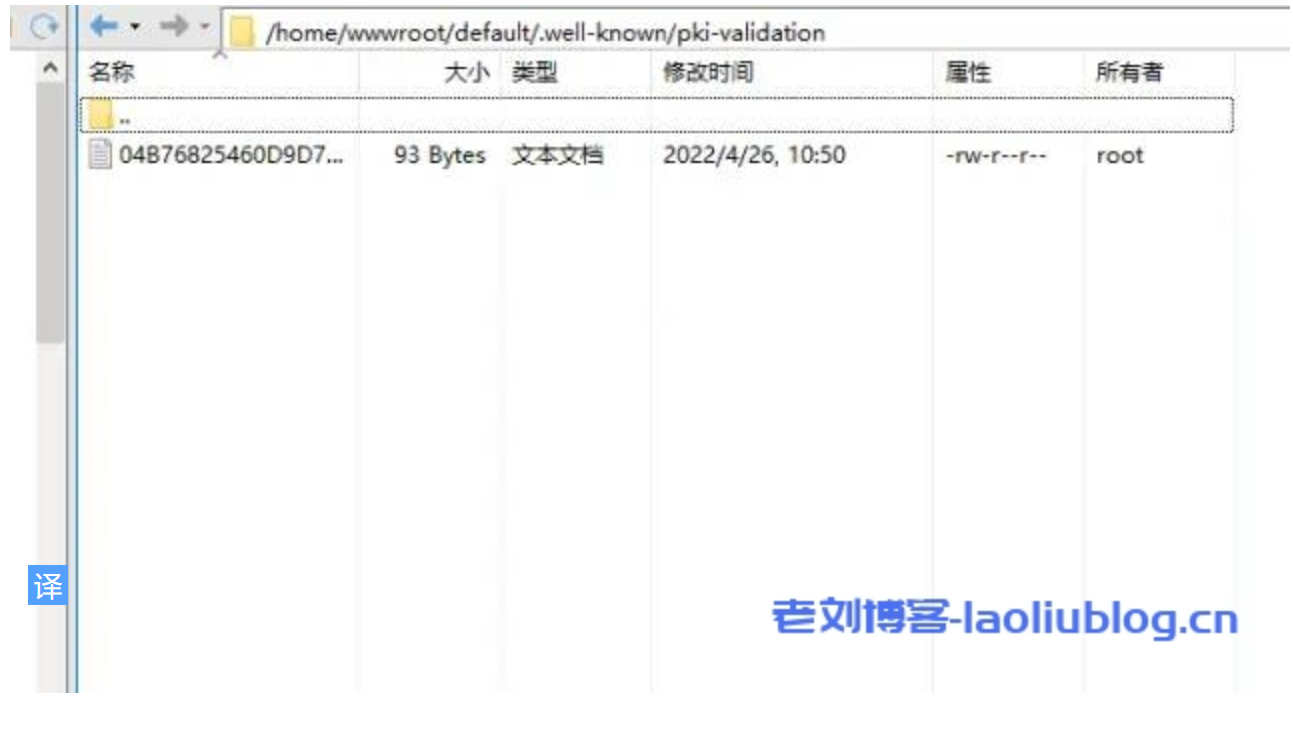 /home/wwwroot/default/.well-known/pki-validation
名称 大小 类型 修改时间 属性 所有者
..
04B76825460D9D7... 93 Bytes 文本文档 2022/4/26, 10:50 -rw-r--r-- root
译
老刘博客-laoliublog.cn